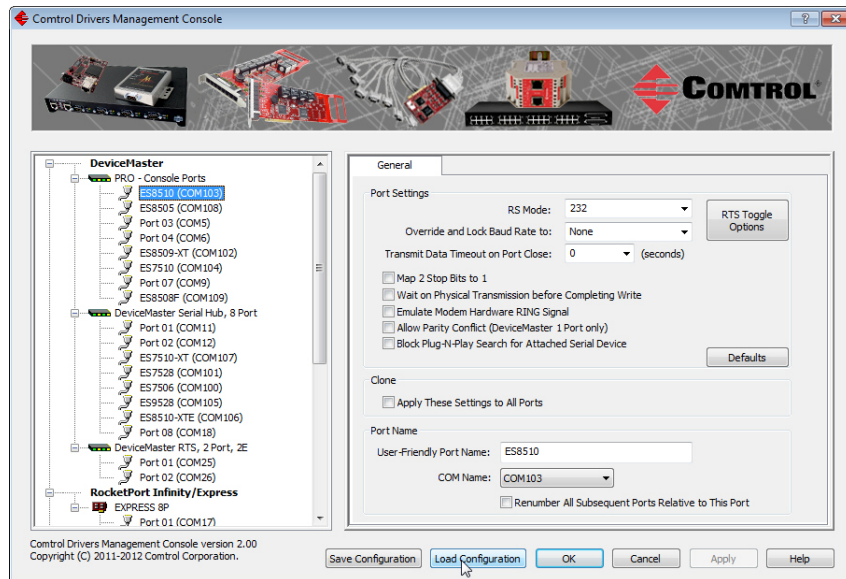 Comtrol Drivers Management Console
COMTROL
DeviceMaster
PRO - Console Ports
ES8510 (COM103)
ES8505 (COM108)
Port 03 (COM5)
Port 04 (COM6)
ES8509-XT (COM102)
ES7510 (COM104)
Port 07 (COM9)
ES8508F (COM109)
DeviceMaster Serial Hub, 8 Port
Port 01 (COM11)
Port 02 (COM12)
ES7510-XT (COM107)
ES7528 (COM101)
ES7506 (COM100)
ES9528 (COM105)
ES8510-XTE (COM106)
Port 08 (COM18)
DeviceMaster RTS, 2 Port, 2E
Port 01 (COM25)
Port 02 (COM26)
RocketPort Infinity/Express
EXPRESS 8P
Port 01 (COM17)
General
Port Settings
RS Mode: 232
Override and Lock Baud Rate to: None
Transmit Data Timeout on Port Close: 0 (seconds)
RTS Toggle
Options
Map 2 Stop Bits to 1
Wait on Physical Transmission before Completing Write
Emulate Modem Hardware RING Signal
Allow Parity Conflict (DeviceMaster 1 Port only)
Block Plug-N-Play Search for Attached Serial Device
Defaults
Clone
Apply These Settings to All Ports
Port Name
User-Friendly Port Name: ES8510
COM Name: COM103
Renumber All Subsequent Ports Relative to This Port
Comtrol Drivers Management Console version 2.00
Copyright (C) 2011-2012 Comtrol Corporation.
Save Configuration Load Configuration OK Cancel Apply Help